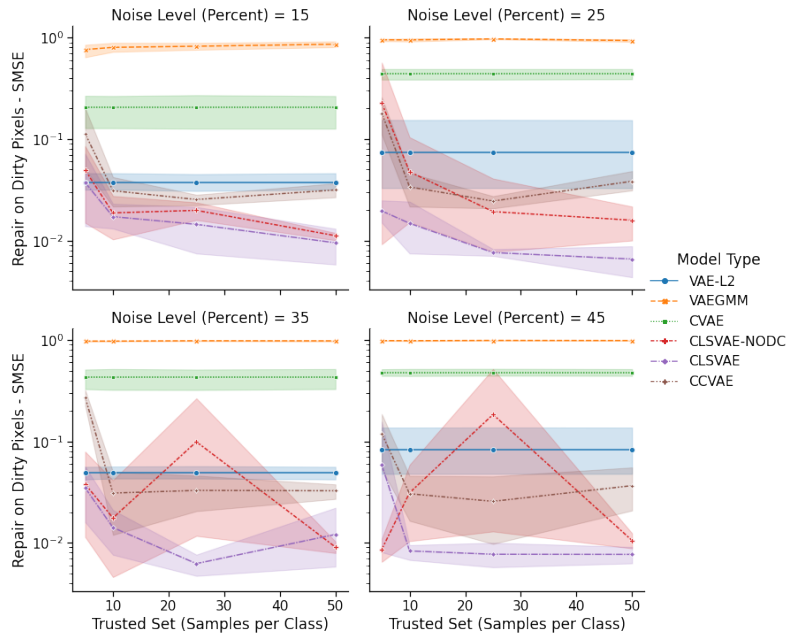 Noise Level (Percent) = 15
Noise Level (Percent) = 25
10⁰
10⁻¹
10⁻²
Repair on Dirty Pixels - SMSE
Model Type
VAE-L2
VAEGMM
CVAE
CLSVAE-NODC
CLSVAE
CCVAE
Noise Level (Percent) = 35
Noise Level (Percent) = 45
10⁰
10⁻¹
10⁻²
Repair on Dirty Pixels - SMSE
10 20 30 40 50
10 20 30 40 50
Trusted Set (Samples per Class)
Trusted Set (Samples per Class)